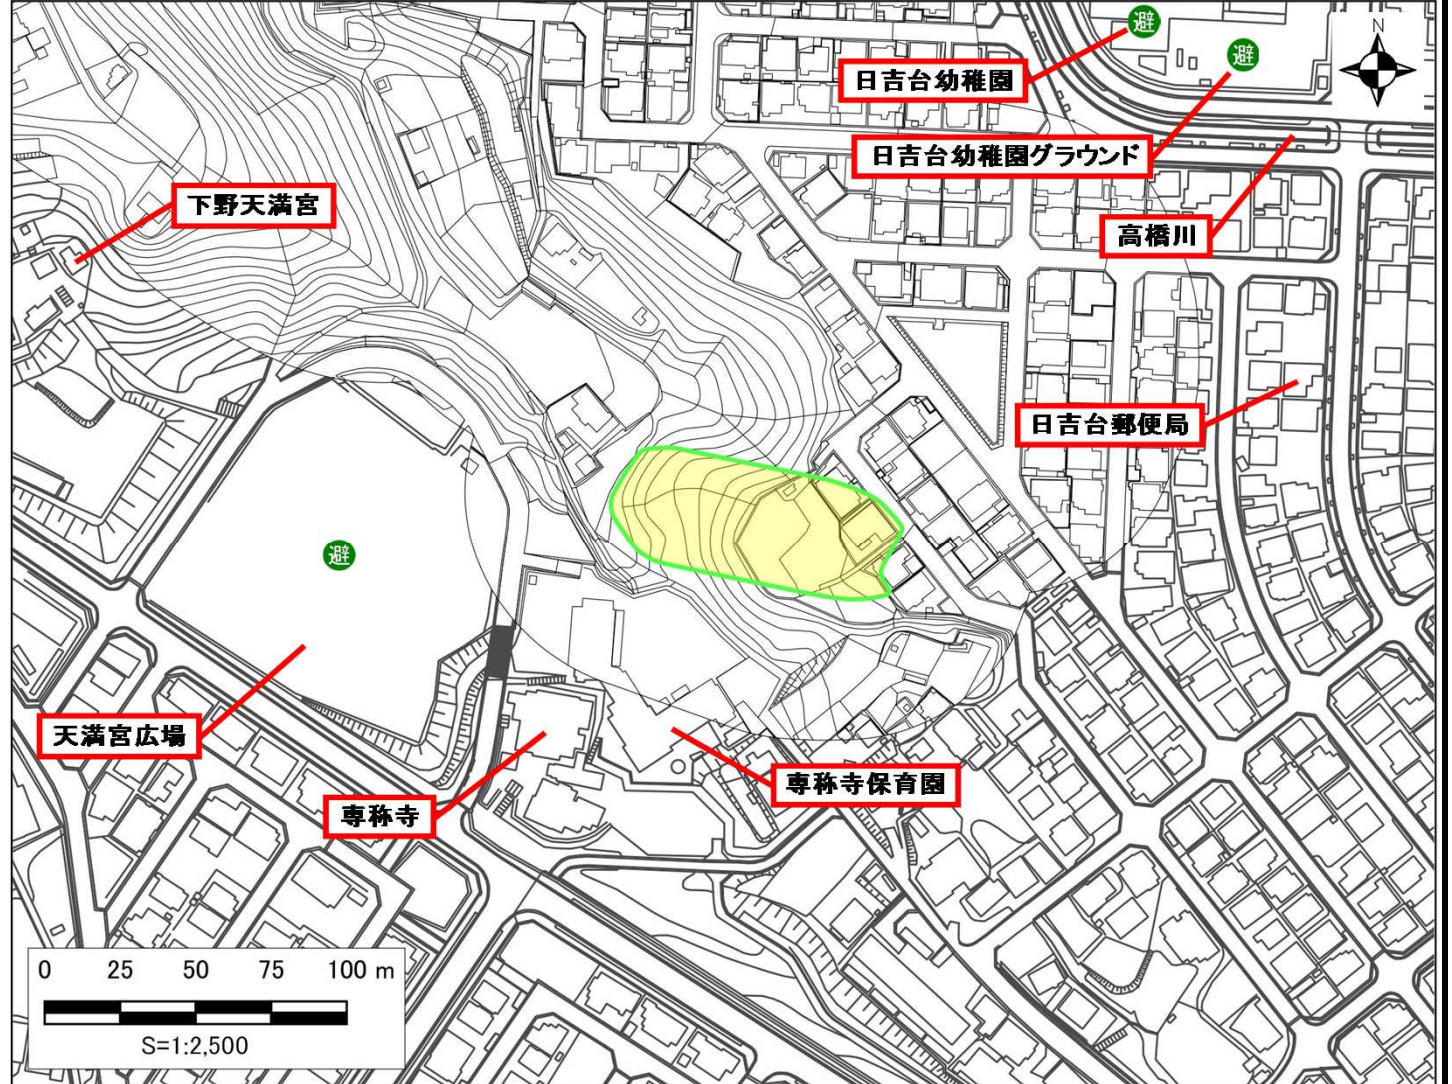 避
N
避
日吉台幼稚園
日吉台幼稚園グラウンド
下野天満宮
高橋川
日吉台郵便局
避
天満宮広場
専称寺保育園
専称寺
0 25 50 75 100 m
S=1:2,500